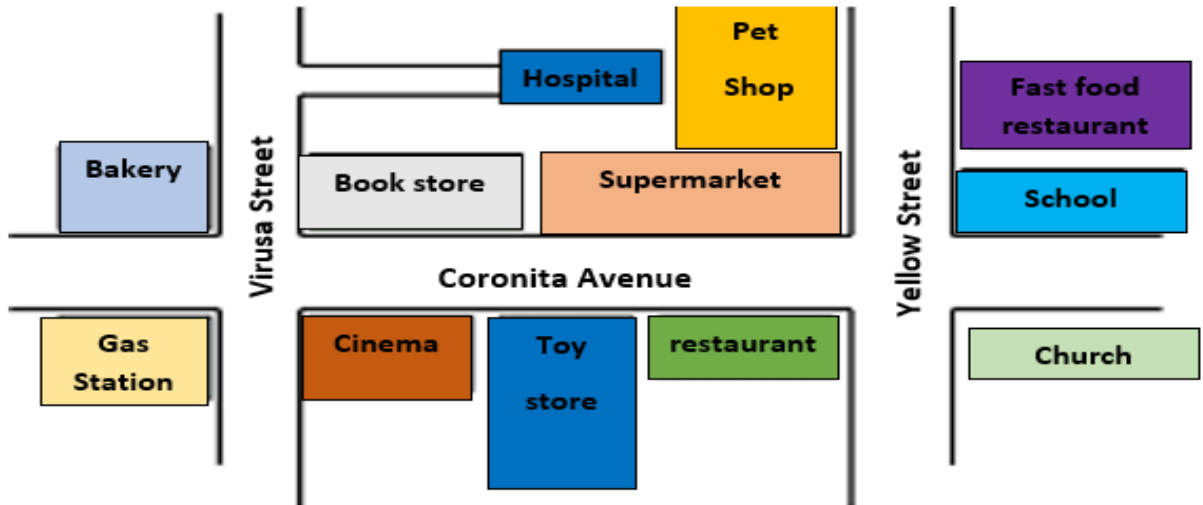 Pet
Shop
Hospital
Fast food
restaurant
Bakery
Book store
Supermarket
School
Virusa Street
Yellow Street
Coronita Avenue
Gas
Station
Cinema
Toy
store
restaurant
Church